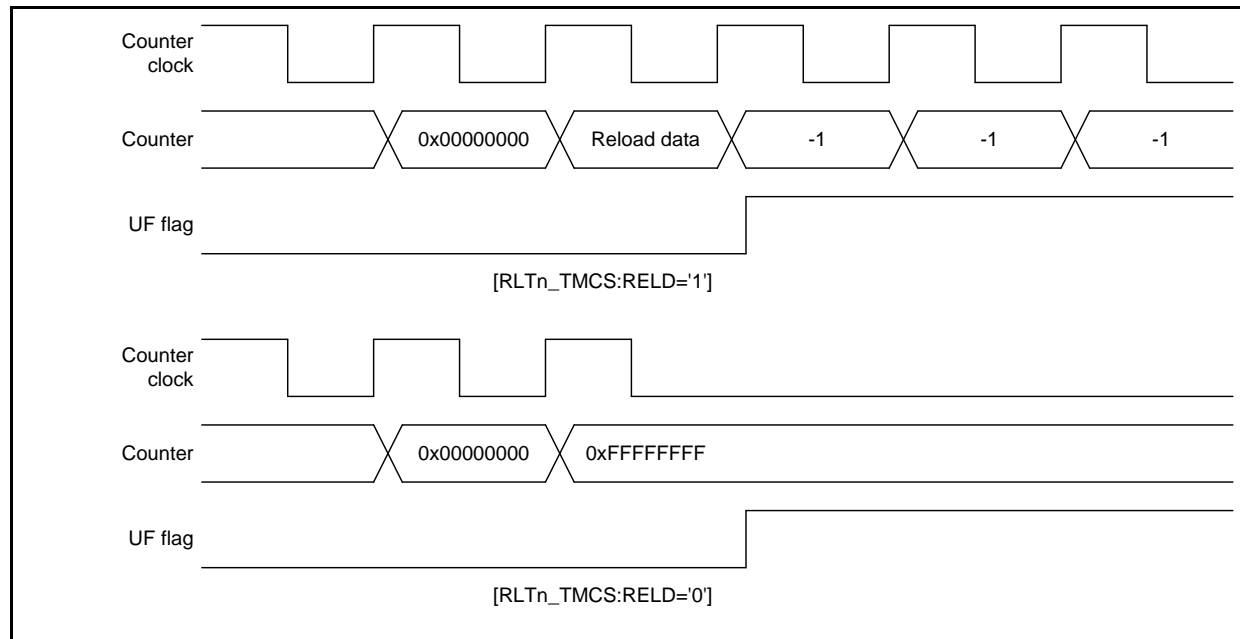 Counter
clock
Counter
0x00000000
Reload data
-1
-1
-1
UF flag
[RLTn_TMCS:RELD='1']
Counter
clock
Counter
0x00000000
0xFFFFFFFF
UF flag
[RLTn_TMCS:RELD='0']